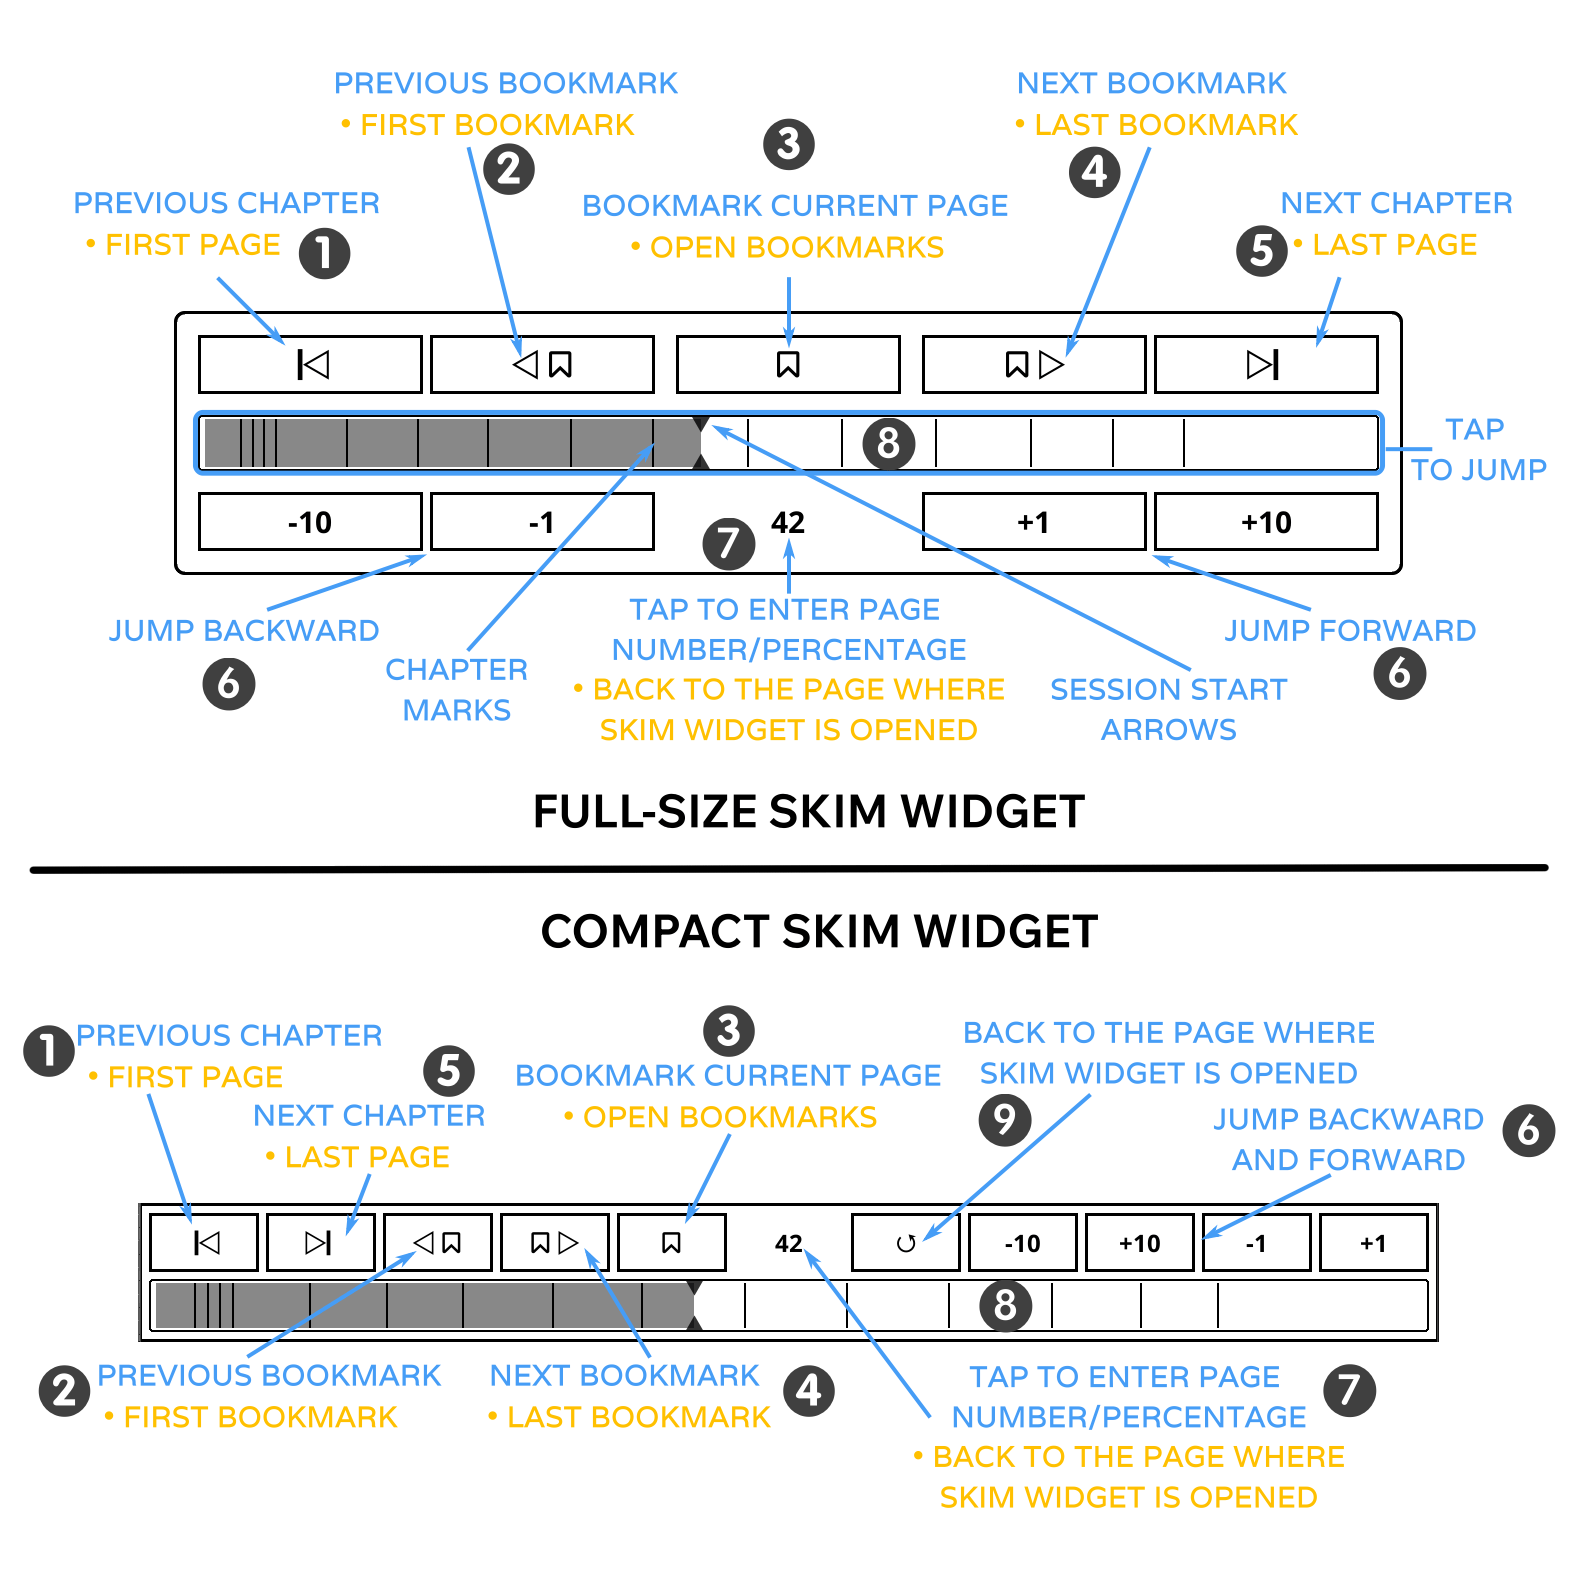 PREVIOUS BOOKMARK
• FIRST BOOKMARK
2
3
NEXT BOOKMARK
• LAST BOOKMARK
4
PREVIOUS CHAPTER
• FIRST PAGE
1
BOOKMARK CURRENT PAGE
• OPEN BOOKMARKS
NEXT CHAPTER
• LAST PAGE
5
8
TAP
TO JUMP
-10
-1
7
42
+1
+10
JUMP BACKWARD
6
CHAPTER
MARKS
TAP TO ENTER PAGE
NUMBER/PERCENTAGE
• BACK TO THE PAGE WHERE
SKIM WIDGET IS OPENED
SESSION START
ARROWS
JUMP FORWARD
6
FULL-SIZE SKIM WIDGET
COMPACT SKIM WIDGET
1
PREVIOUS CHAPTER
• FIRST PAGE
5
NEXT CHAPTER
• LAST PAGE
3
BOOKMARK CURRENT PAGE
• OPEN BOOKMARKS
BACK TO THE PAGE WHERE
SKIM WIDGET IS OPENED
9
JUMP BACKWARD
AND FORWARD
6
42
-10
+10
-1
+1
8
2
PREVIOUS BOOKMARK
• FIRST BOOKMARK
NEXT BOOKMARK
• LAST BOOKMARK
4
TAP TO ENTER PAGE
NUMBER/PERCENTAGE
• BACK TO THE PAGE WHERE
SKIM WIDGET IS OPENED
7